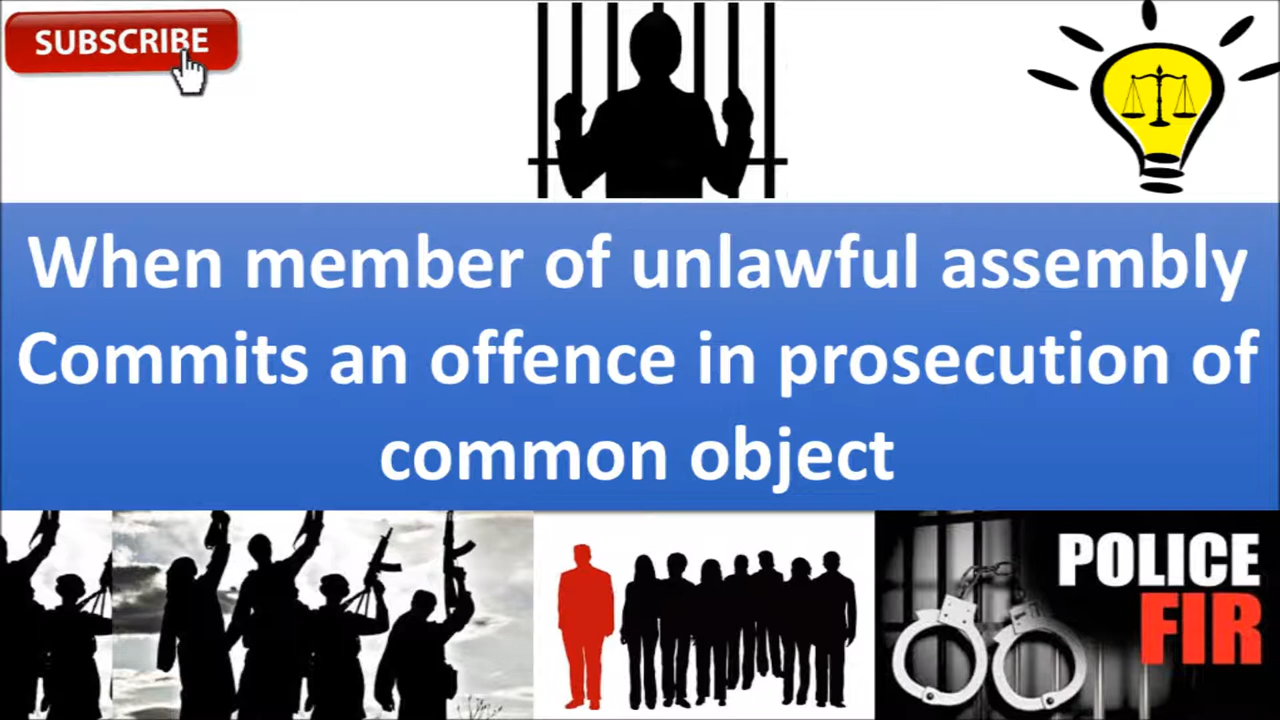 SUBSCRIBE
When member of unlawful assembly
Commits an offence in prosecution of
common object
POLICE
FIR